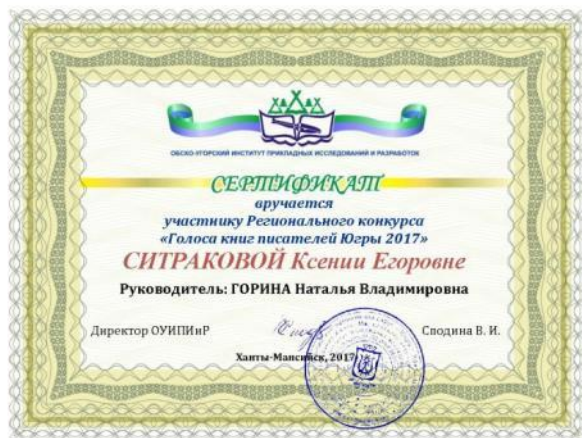 ОБСКО-УГОРСКИЙ ИНСТИТУТ ПРИКЛАДНЫХ ИССЛЕДОВАНИЙ И РАЗРАБОТОК
СЕРТИФИКАТ
вручается
участнику Регионального конкурса
«Голоса книг писателей Югры 2017»
СИТРАКОВОЙ Ксении Егоровне
Руководитель: ГОРИНА Наталья Владимировна
Директор ОУИПИиР Сподина В. И.
Ханты-Мансийск, 2017